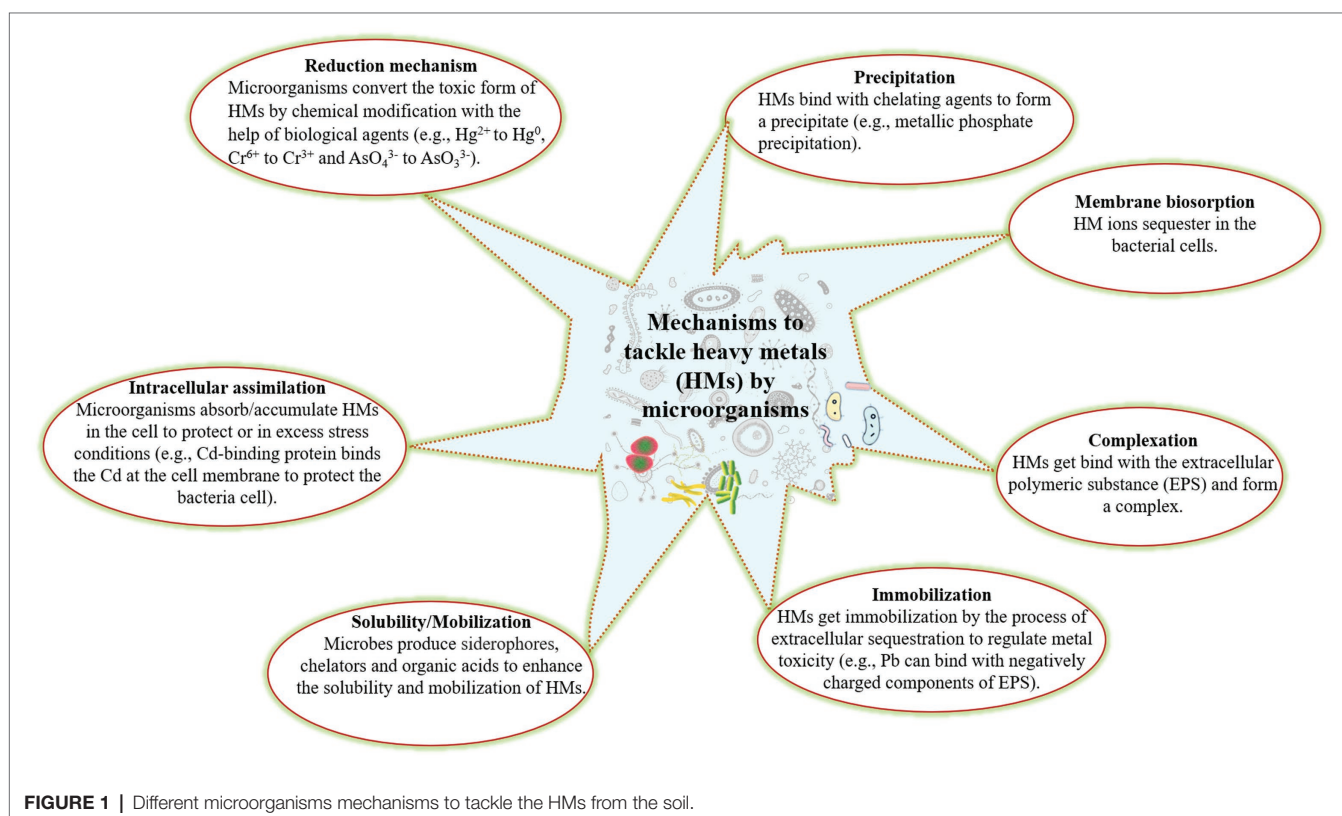 Reduction mechanism
Microorganisms convert the toxic form of
HMs by chemical modification with the
help of biological agents (e.g., Hg²⁺ to Hg⁰,
Cr⁶⁺ to Cr³⁺ and AsO₄³⁻ to AsO₃³⁻).
Precipitation
HMs bind with chelating agents to form
a precipitate (e.g., metallic phosphate
precipitation).
Membrane biosorption
HM ions sequester in the
bacterial cells.
Mechanisms to
tackle heavy metals
(HMs) by
microorganisms
Intracellular assimilation
Microorganisms absorb/accumulate HMs
in the cell to protect or in excess stress
conditions (e.g., Cd-binding protein binds
the Cd at the cell membrane to protect the
bacteria cell).
Complexation
HMs get bind with the extracellular
polymeric substance (EPS) and form
a complex.
Solubility/Mobilization
Microbes produce siderophores,
chelators and organic acids to enhance
the solubility and mobilization of HMs.
Immobilization
HMs get immobilization by the process of
extracellular sequestration to regulate metal
toxicity (e.g., Pb can bind with negatively
charged components of EPS).
FIGURE 1 | Different microorganisms mechanisms to tackle the HMs from the soil.